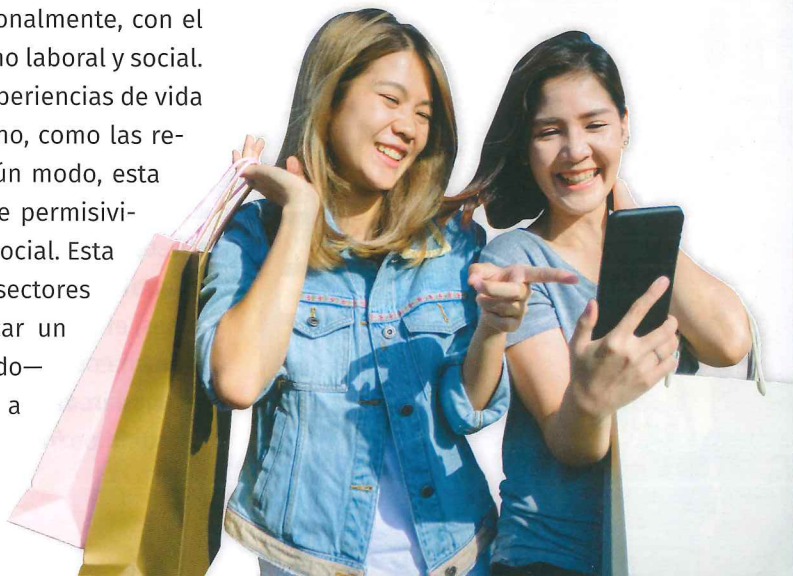 onalmente, con el
no laboral y social.
periencias de vida
no, como las re-
ún modo, esta
e permisivi-
ocial. Esta
sectores
ar un
do—
a